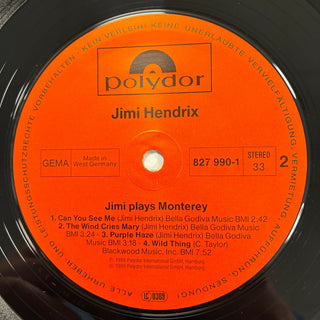 ALLE URHEBER UND LEISTUNGSSCHUTZRECHTE VORBEHALTEN · KEIN VERLEIH! KEINE UNERLAUBTE VERVIELFÄLTIGUNG, VERMIETUNG, AUFFÜHRUNG, SENDUNG!
polydor
Jimi Hendrix
GEMA
Made in
West Germany
827 990-1
STEREO
33
2
Jimi plays Monterey
1. Can You See Me (Jimi Hendrix) Bella Godiva Music BMI 2:42
2. The Wind Cries Mary (Jimi Hendrix) Bella Godiva Music
BMI 3:24 · 3. Purple Haze (Jimi Hendrix) Bella Godiva
Music BMI 3:18 · 4. Wild Thing (C. Taylor)
Blackwood Music, Inc. BMI 7:52
Polydor International GmbH, Hamburg
Polydor International GmbH, Hamburg